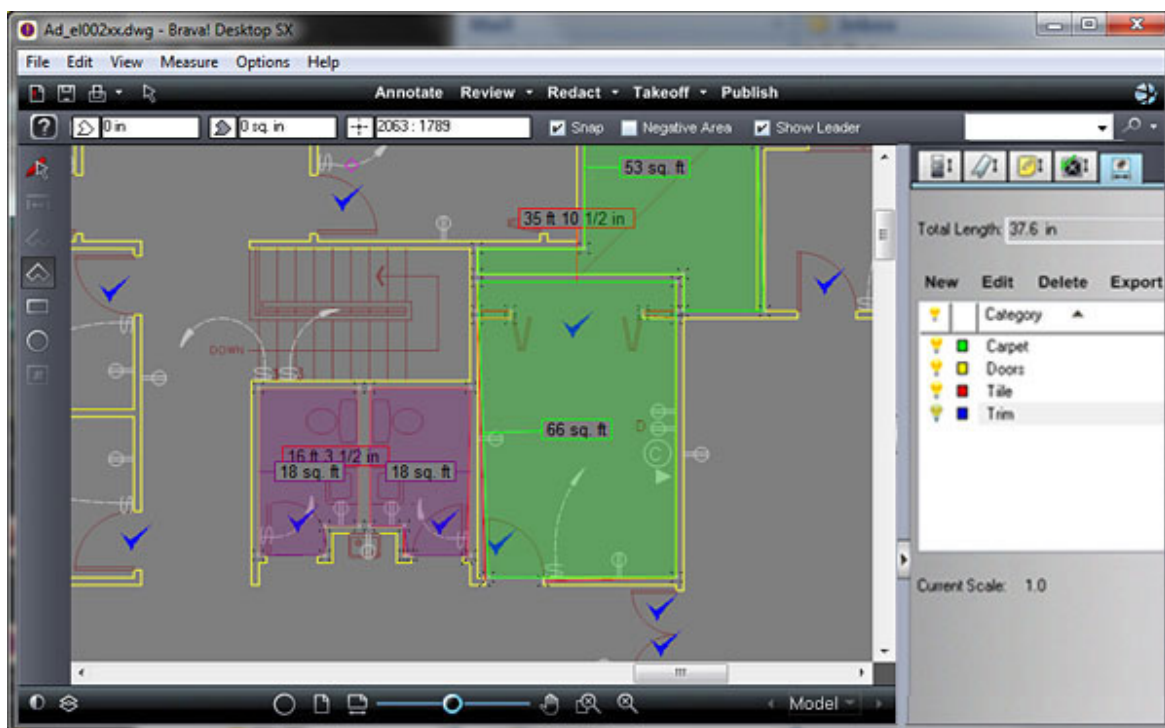 Ad_el002xx.dwg - Brava! Desktop SX
File Edit View Measure Options Help
Annotate Review Redact Takeoff Publish
0 in 0 sq. in 2063 : 1789 Snap Negative Area Show Leader
53 sq. ft
35 ft 10 1/2 in
DOWN
66 sq. ft
D
C
16 ft 3 1/2 in
18 sq. ft 18 sq. ft
Total Length: 37.6 in
New Edit Delete Export
Category
Carpet
Doors
Tile
Trim
Current Scale: 1.0
Model